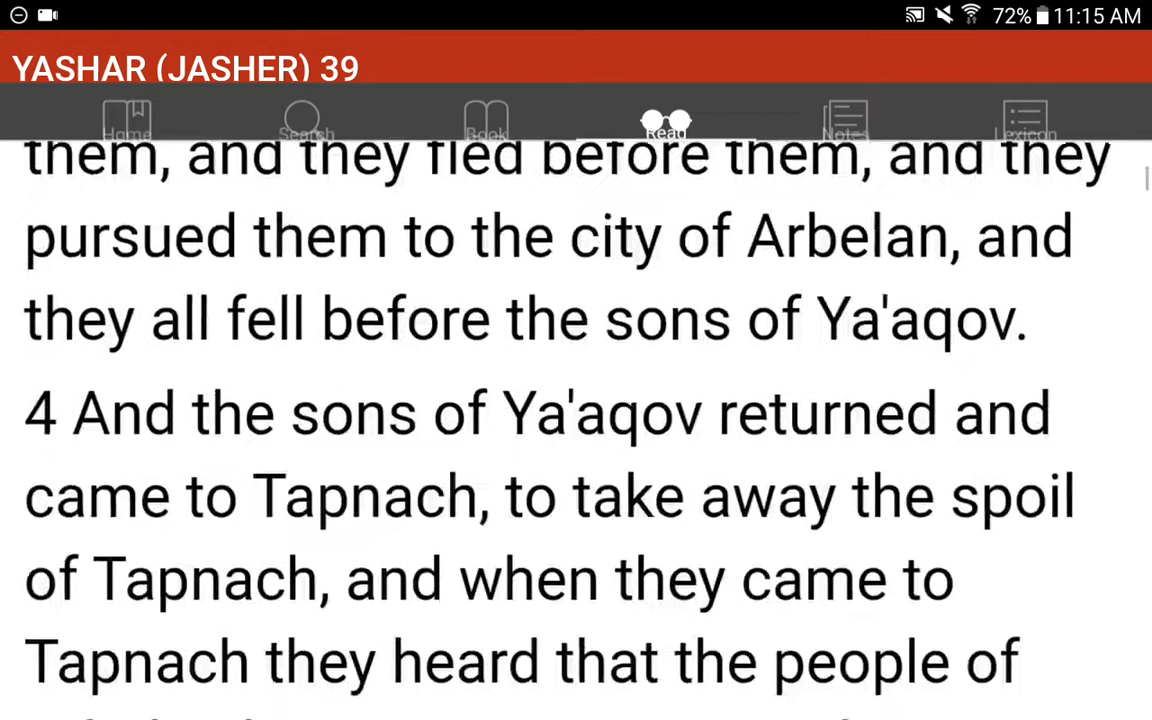 72% 11:15 AM
YASHAR (JASHER) 39
Home Search Book Read Notes Lexicon
them, and they fled before them, and they
pursued them to the city of Arbelan, and
they all fell before the sons of Ya'aqov.
4 And the sons of Ya'aqov returned and
came to Tapnach, to take away the spoil
of Tapnach, and when they came to
Tapnach they heard that the people of